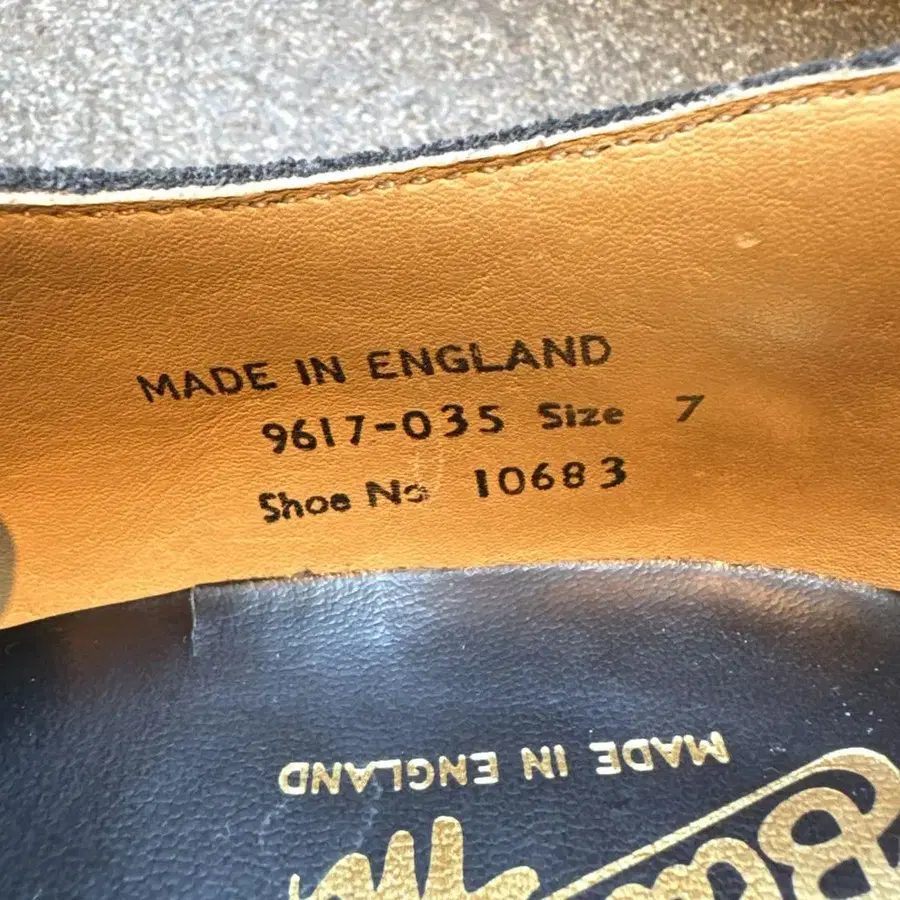 MADE IN ENGLAND
9617-035 Size 7
Shoe No 10683
MADE IN ENGLAND